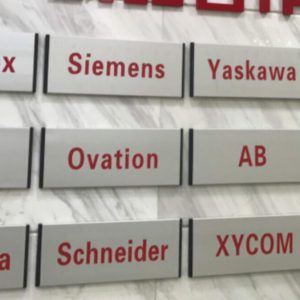 x Siemens Yaskawa
Ovation AB
a Schneider XYCOM